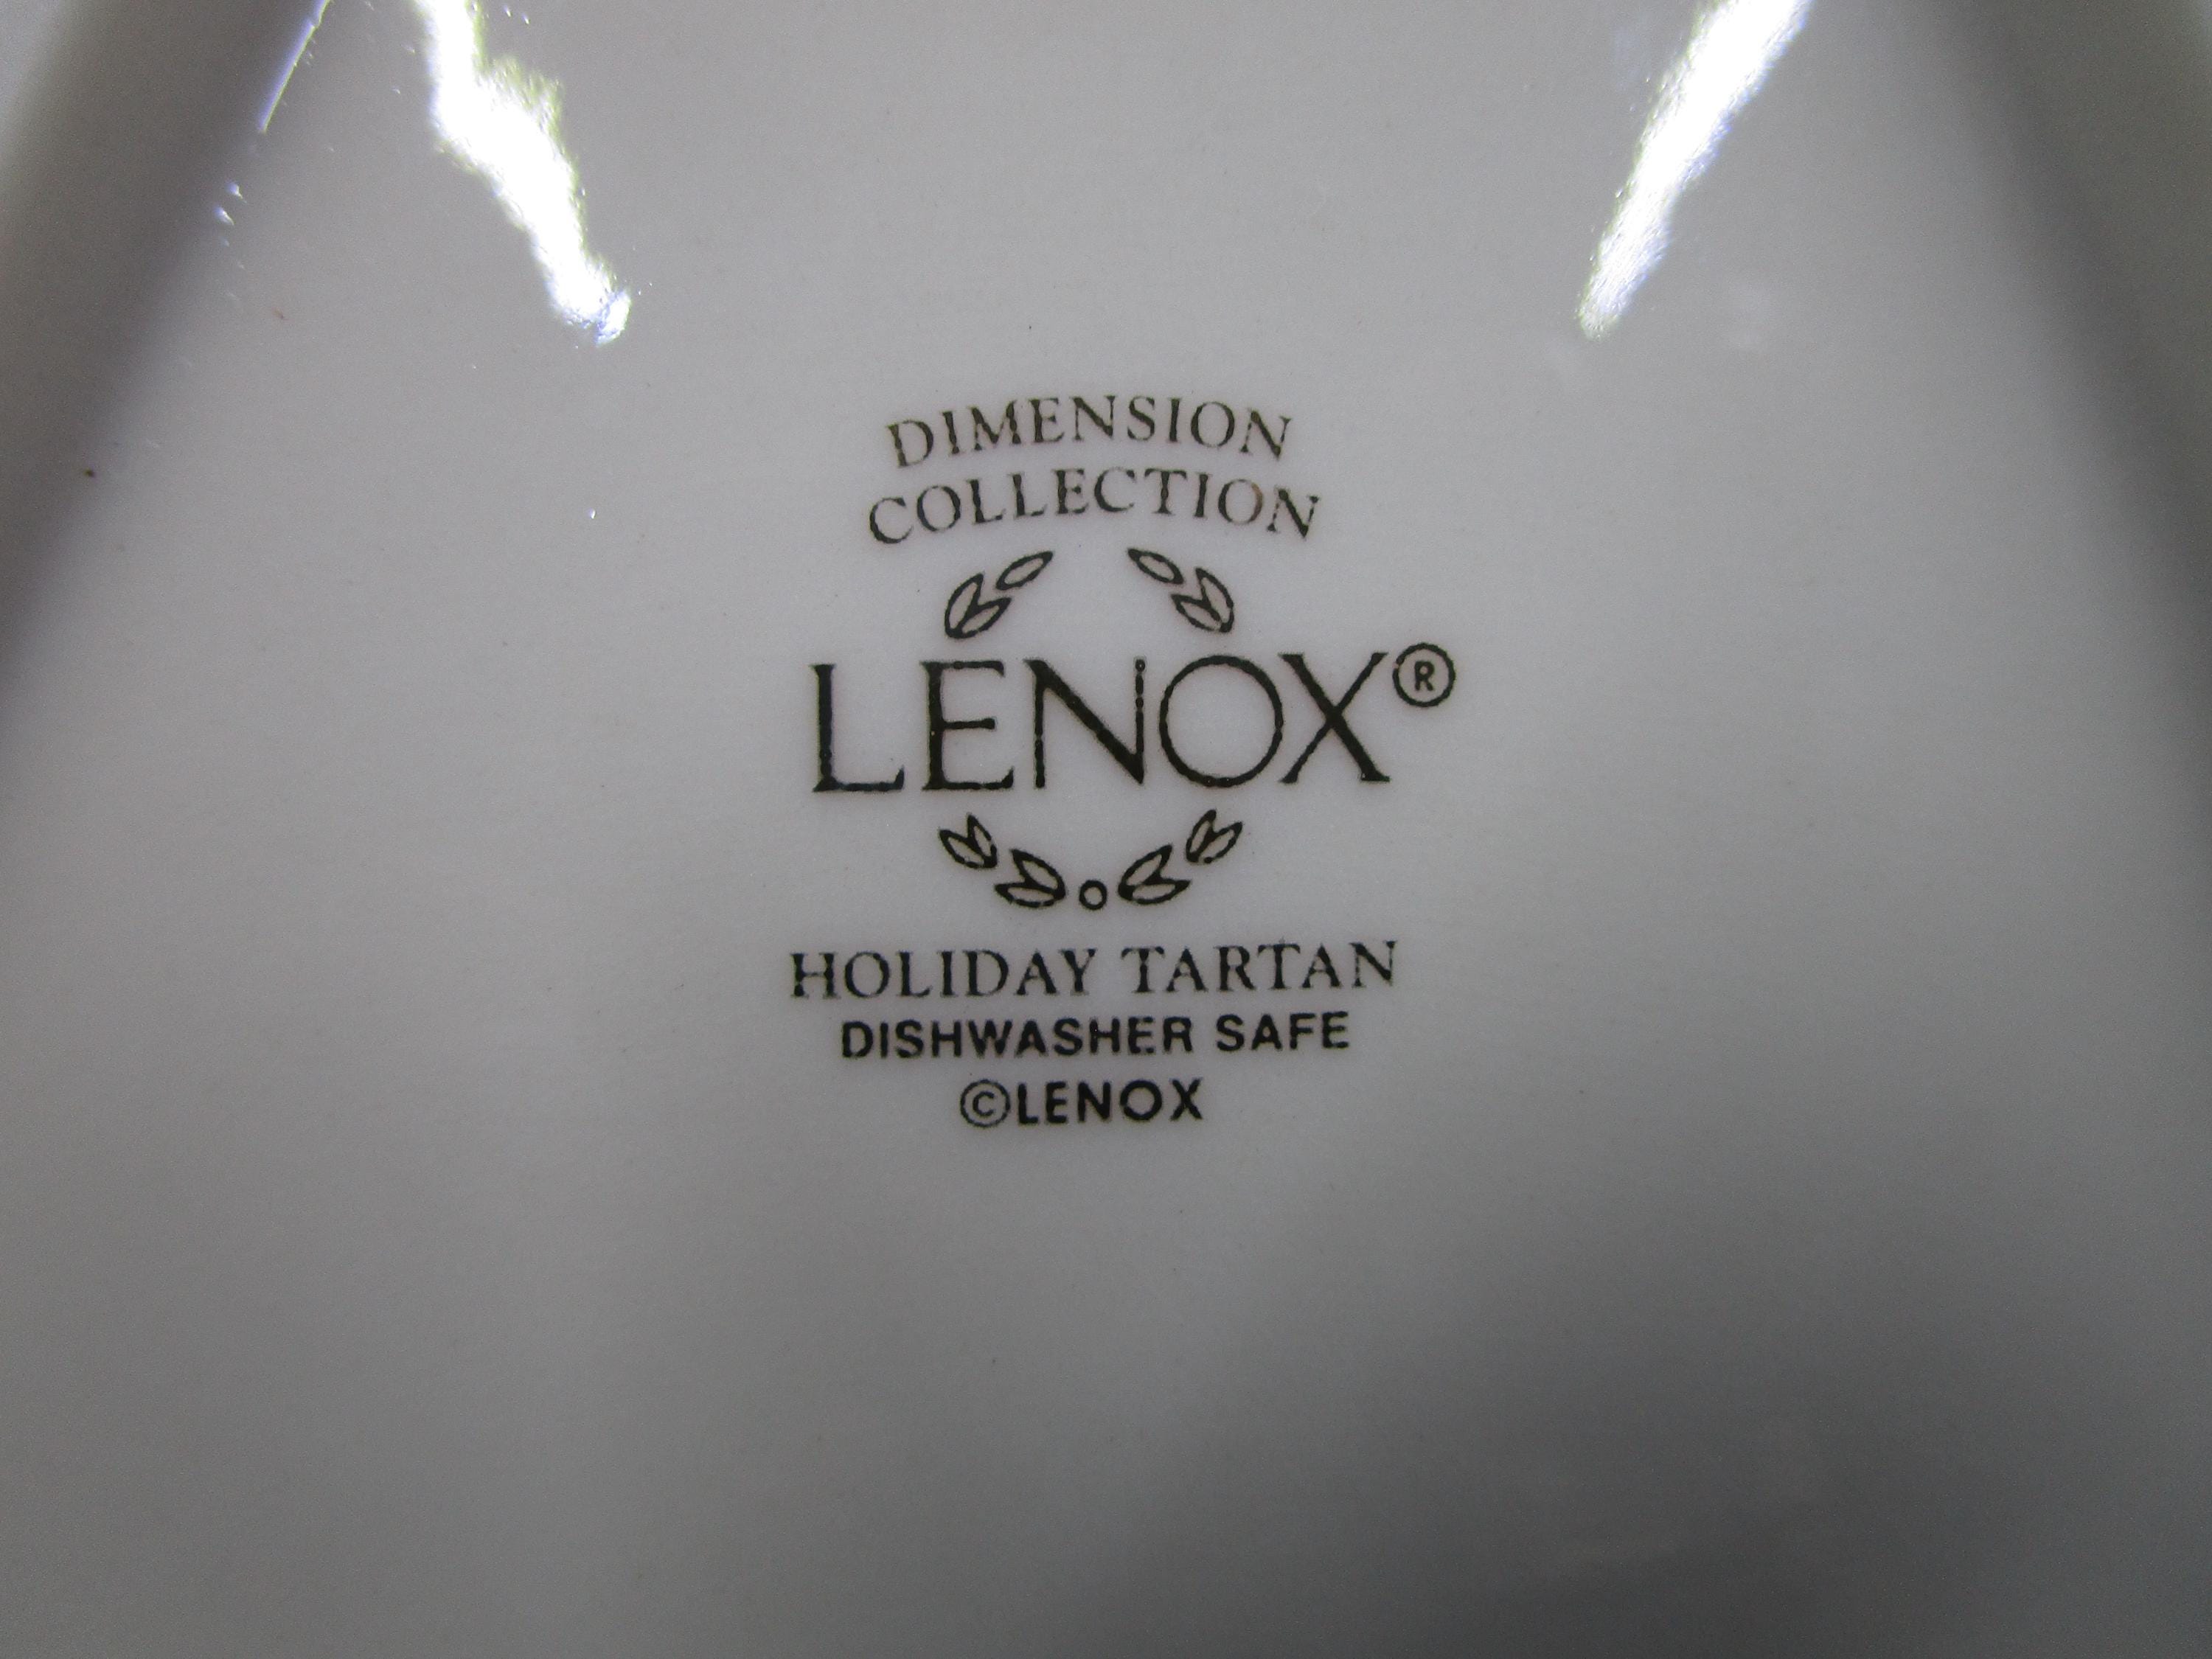 DIMENSION
COLLECTION
LENOX®
HOLIDAY TARTAN
DISHWASHER SAFE
©LENOX